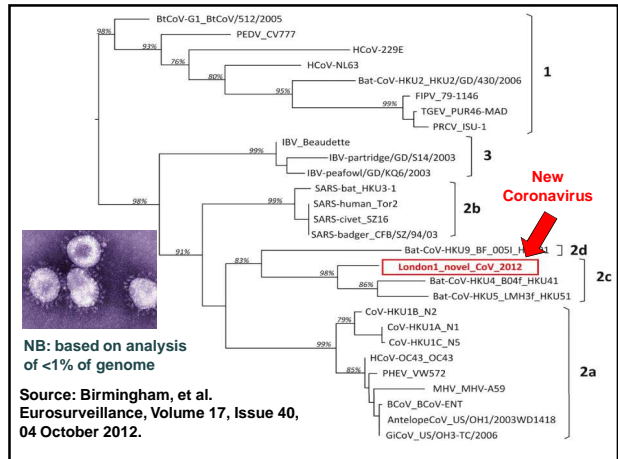 BtCoV-G1_BtCoV/512/2005
98%
PEDV_CV777
93%
HCoV-229E
76%
HCoV-NL63
80%
Bat-CoV-HKU2_HKU2/GD/430/2006
95%
FIPV_79-1146
99%
TGEV_PUR46-MAD
PRCV_ISU-1
1
IBV_Beaudette
99%
IBV-partridge/GD/S14/2003
IBV-peafowl/GD/KQ6/2003
3
98%
SARS-bat_HKU3-1
99%
SARS-human_Tor2
SARS-civet_SZ16
SARS-badger_CFB/SZ/94/03
2b
New
Coronavirus
91%
Bat-CoV-HKU9_BF_005I_
2d
83%
London1_novel_CoV_2012
98%
Bat-CoV-HKU4_B04f_HKU41
86%
Bat-CoV-HKU5_LMH3f_HKU51
2c
CoV-HKU1B_N2
79%
CoV-HKU1A_N1
CoV-HKU1C_N5
99%
HCoV-OC43_OC43
85%
PHEV_VW572
MHV_MHV-A59
BCoV_BCoV-ENT
AntelopeCoV_US/OH1/2003WD1418
GiCoV_US/OH3-TC/2006
2a
NB: based on analysis
of <1% of genome
Source: Birmingham, et al.
Eurosurveillance, Volume 17, Issue 40,
04 October 2012.